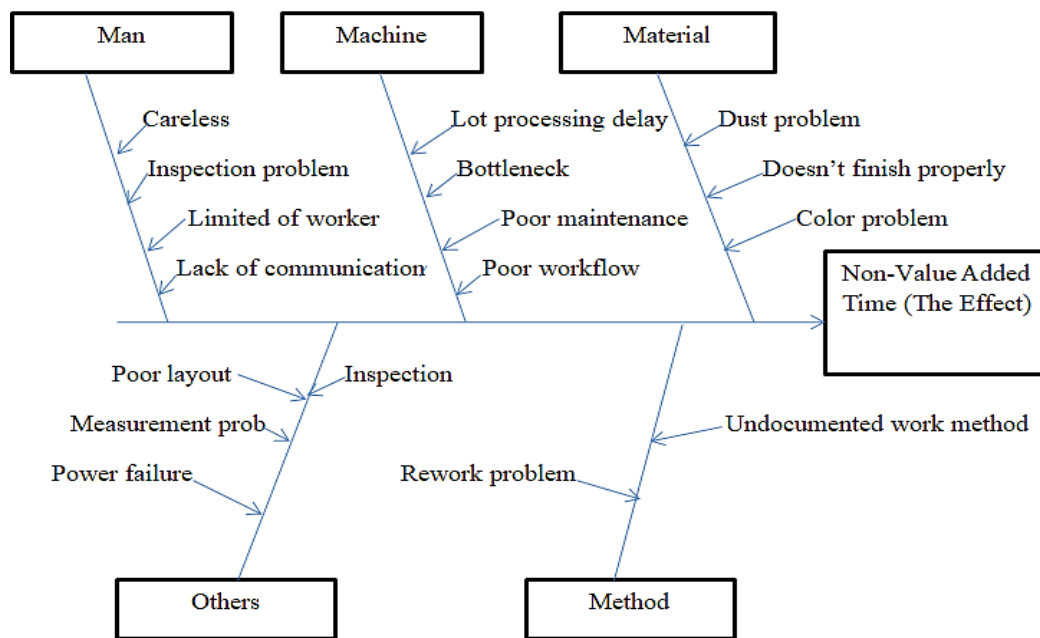 Man
Machine
Material
Careless
Lot processing delay
Dust problem
Inspection problem
Bottleneck
Doesn’t finish properly
Limited of worker
Poor maintenance
Color problem
Lack of communication
Poor workflow
Non-Value Added
Time (The Effect)
Poor layout
Inspection
Measurement prob
Undocumented work method
Power failure
Rework problem
Others
Method